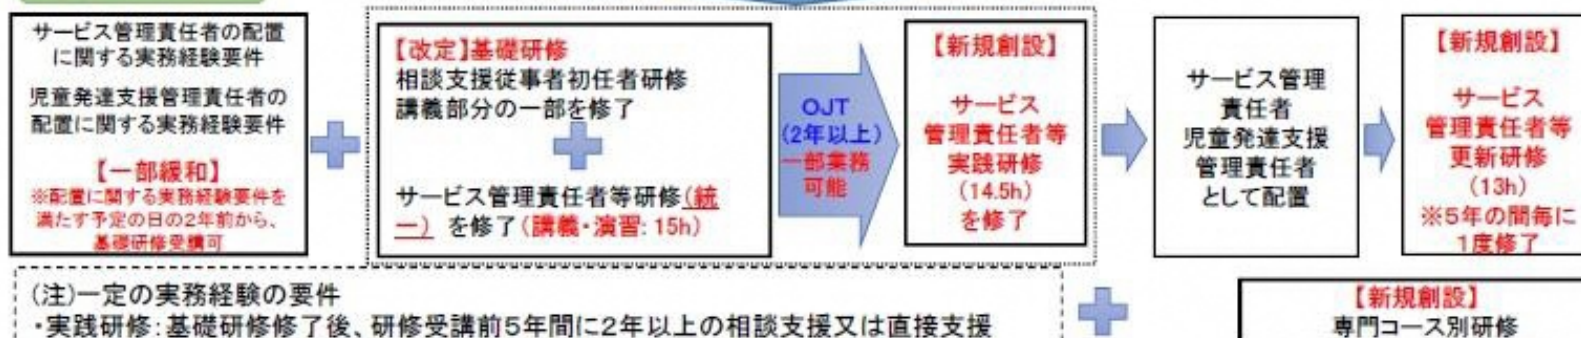 サービス管理責任者の配置
に関する実務経験要件
児童発達支援管理責任者の
配置に関する実務経験要件
【一部緩和】
※配置に関する実務経験要件を
満たす予定の日の2年前から、
基礎研修受講可
【改定】基礎研修
相談支援従事者初任者研修
講義部分の一部を修了
サービス管理責任者等研修(統
一) を修了(講義・演習: 15h)
OJT
(2年以上)
一部業務
可能
【新規創設】
サービス
管理責任者等
実践研修
(14.5h)
を修了
サービス管理
責任者
児童発達支援
管理責任者
として配置
【新規創設】
サービス
管理責任者等
更新研修
(13h)
※5年の間毎に
1度修了
(注)一定の実務経験の要件
・実践研修:基礎研修修了後、研修受講前5年間に2年以上の相談支援又は直接支援
【新規創設】
専門コース別研修